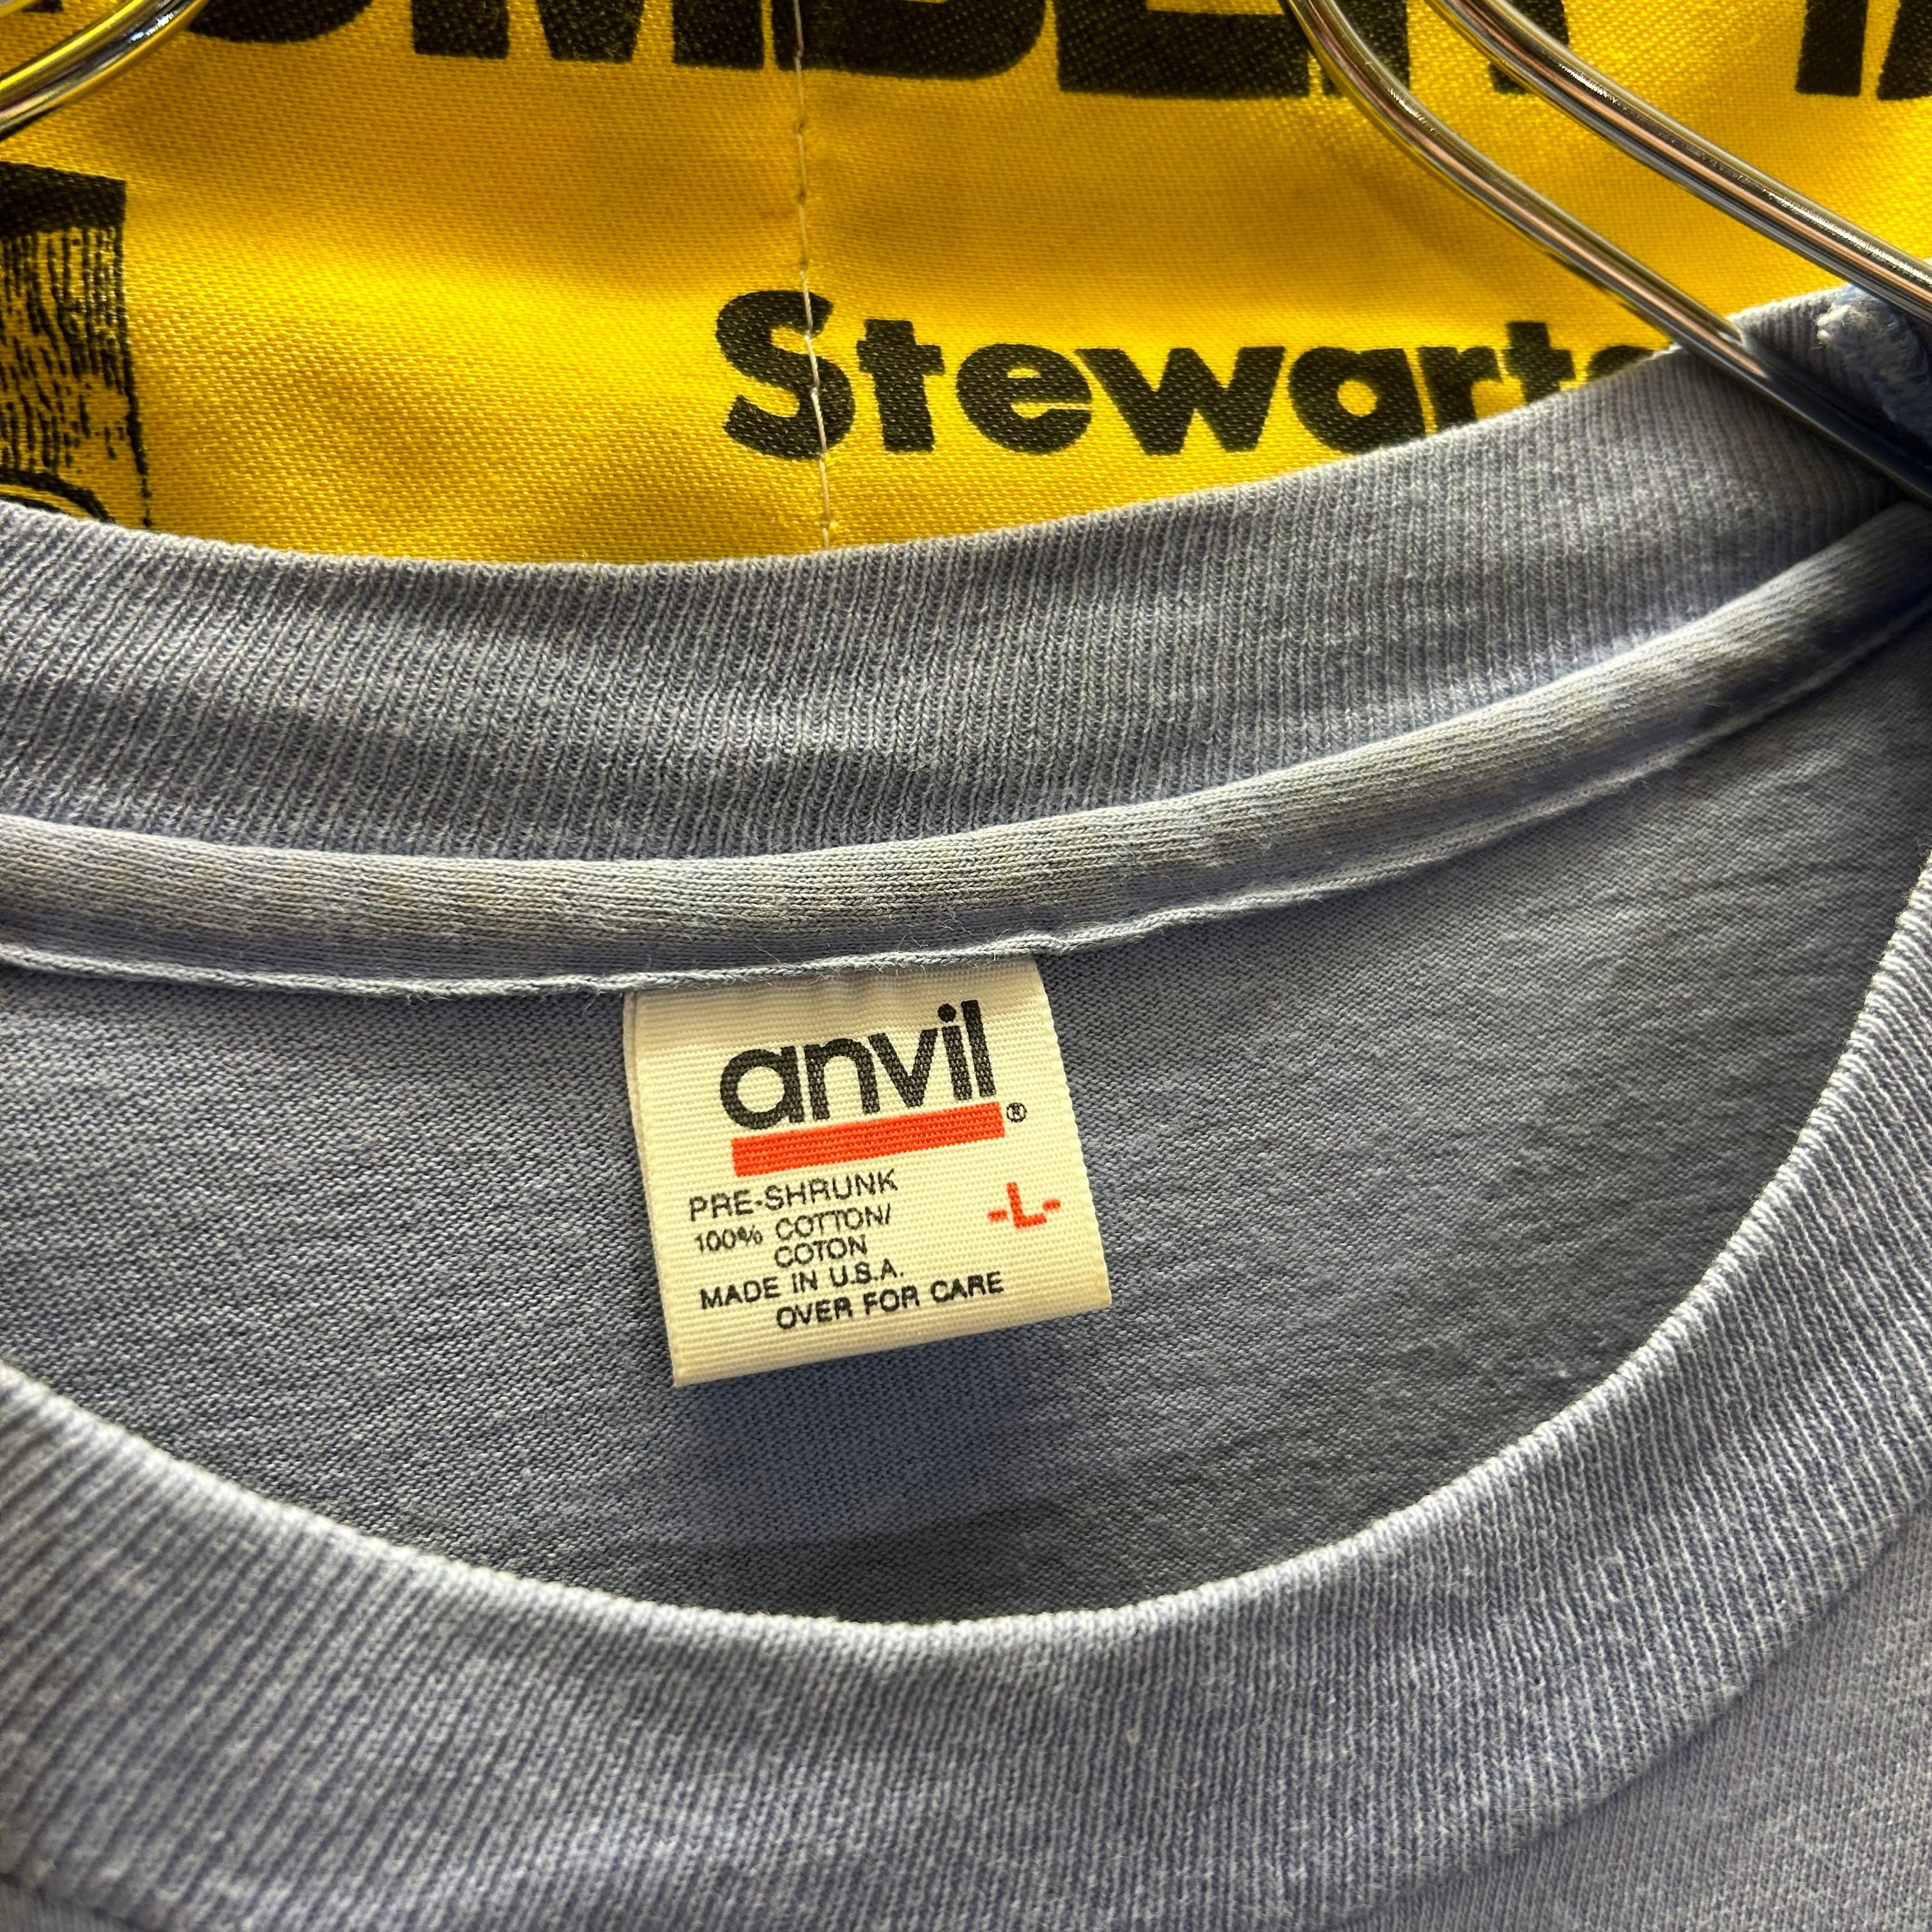 Stewart
anvil®
PRE-SHRUNK
100% COTTON/
COTON
-L-
MADE IN U.S.A.
OVER FOR CARE